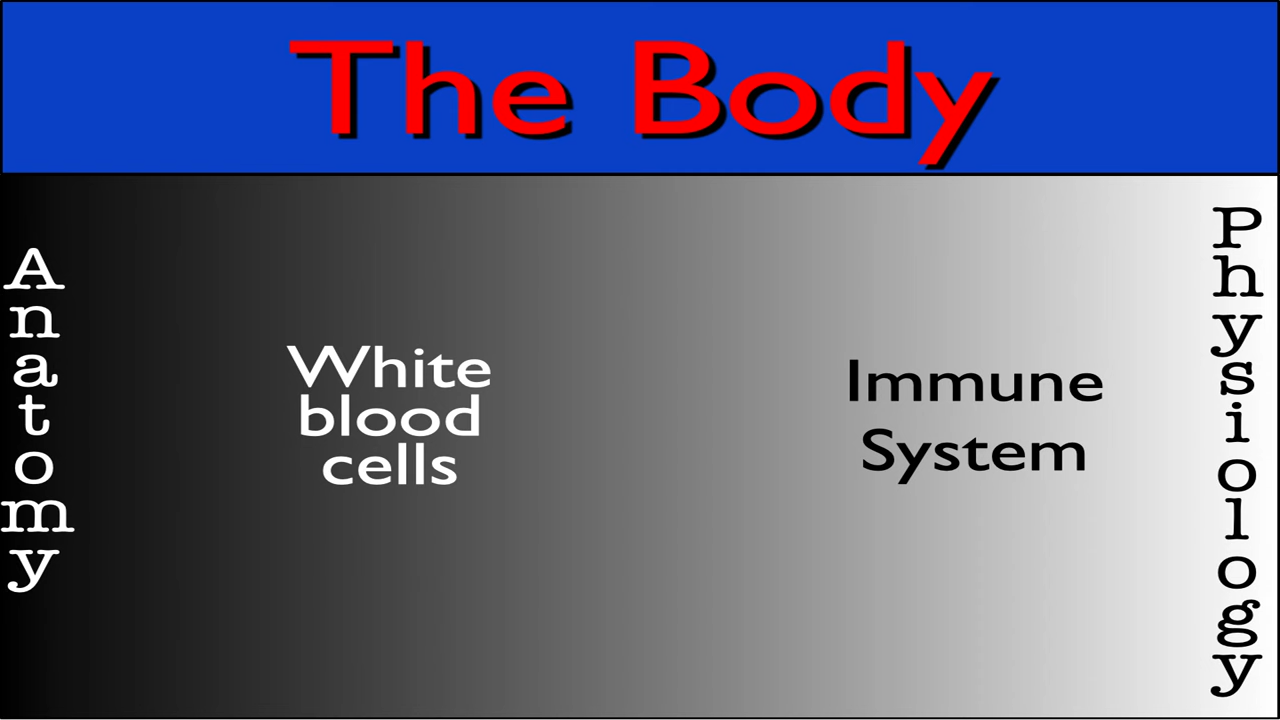 The Body
Anatomy
White
blood
cells
Immune
System
Physiology